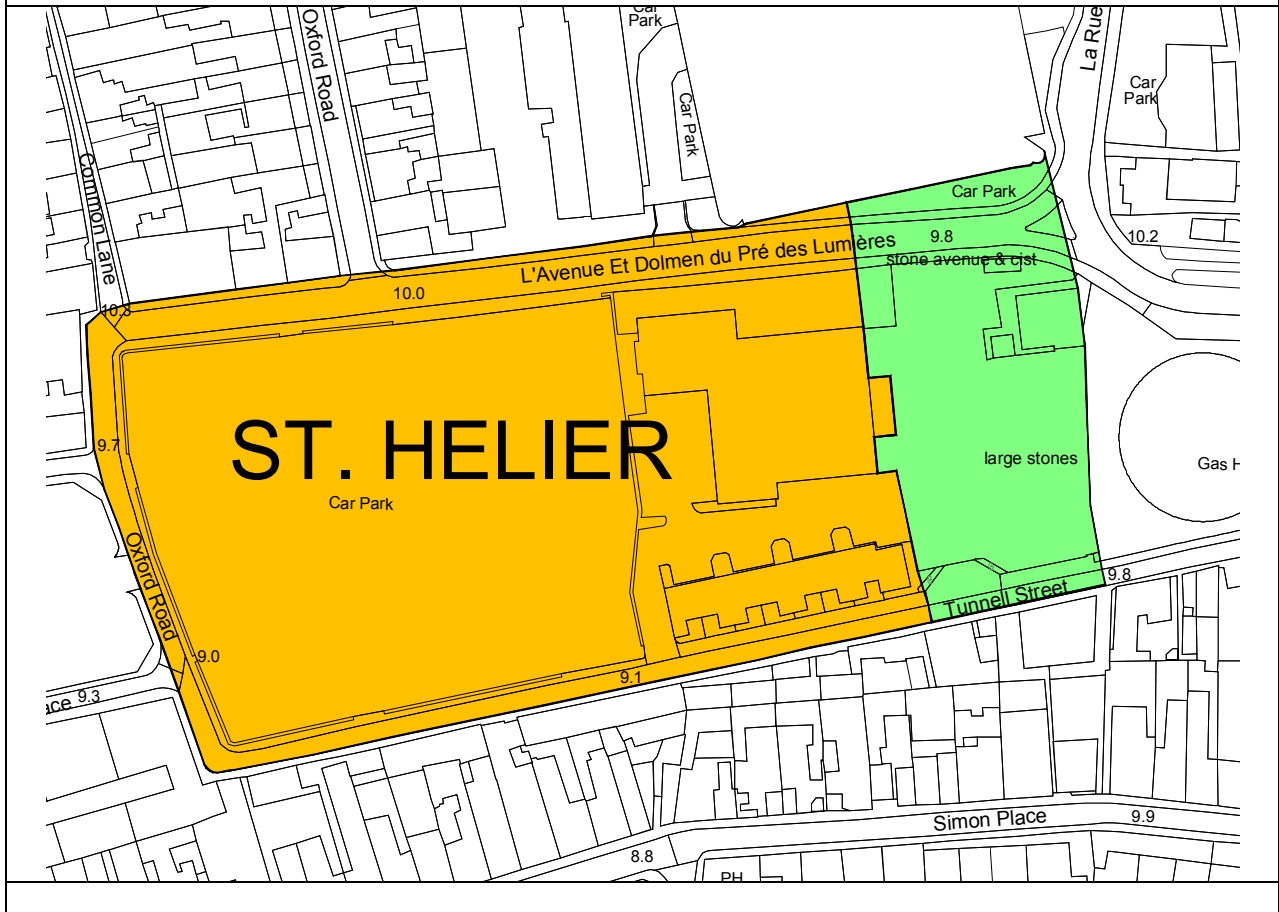 Car
Park
Oxford Road
La Rue
Car
Park
Car Park
Common Lane
Car Park
L'Avenue Et Dolmen du Pré des Lumières
9.8
10.2
stone avenue & cist
10.0
10.3
ST. HELIER
9.7
large stones
Gas H
Car Park
Oxford Road
9.8
Tunnell Street
9.0
9.1
ace 9.3
Simon Place
9.9
8.8
PH